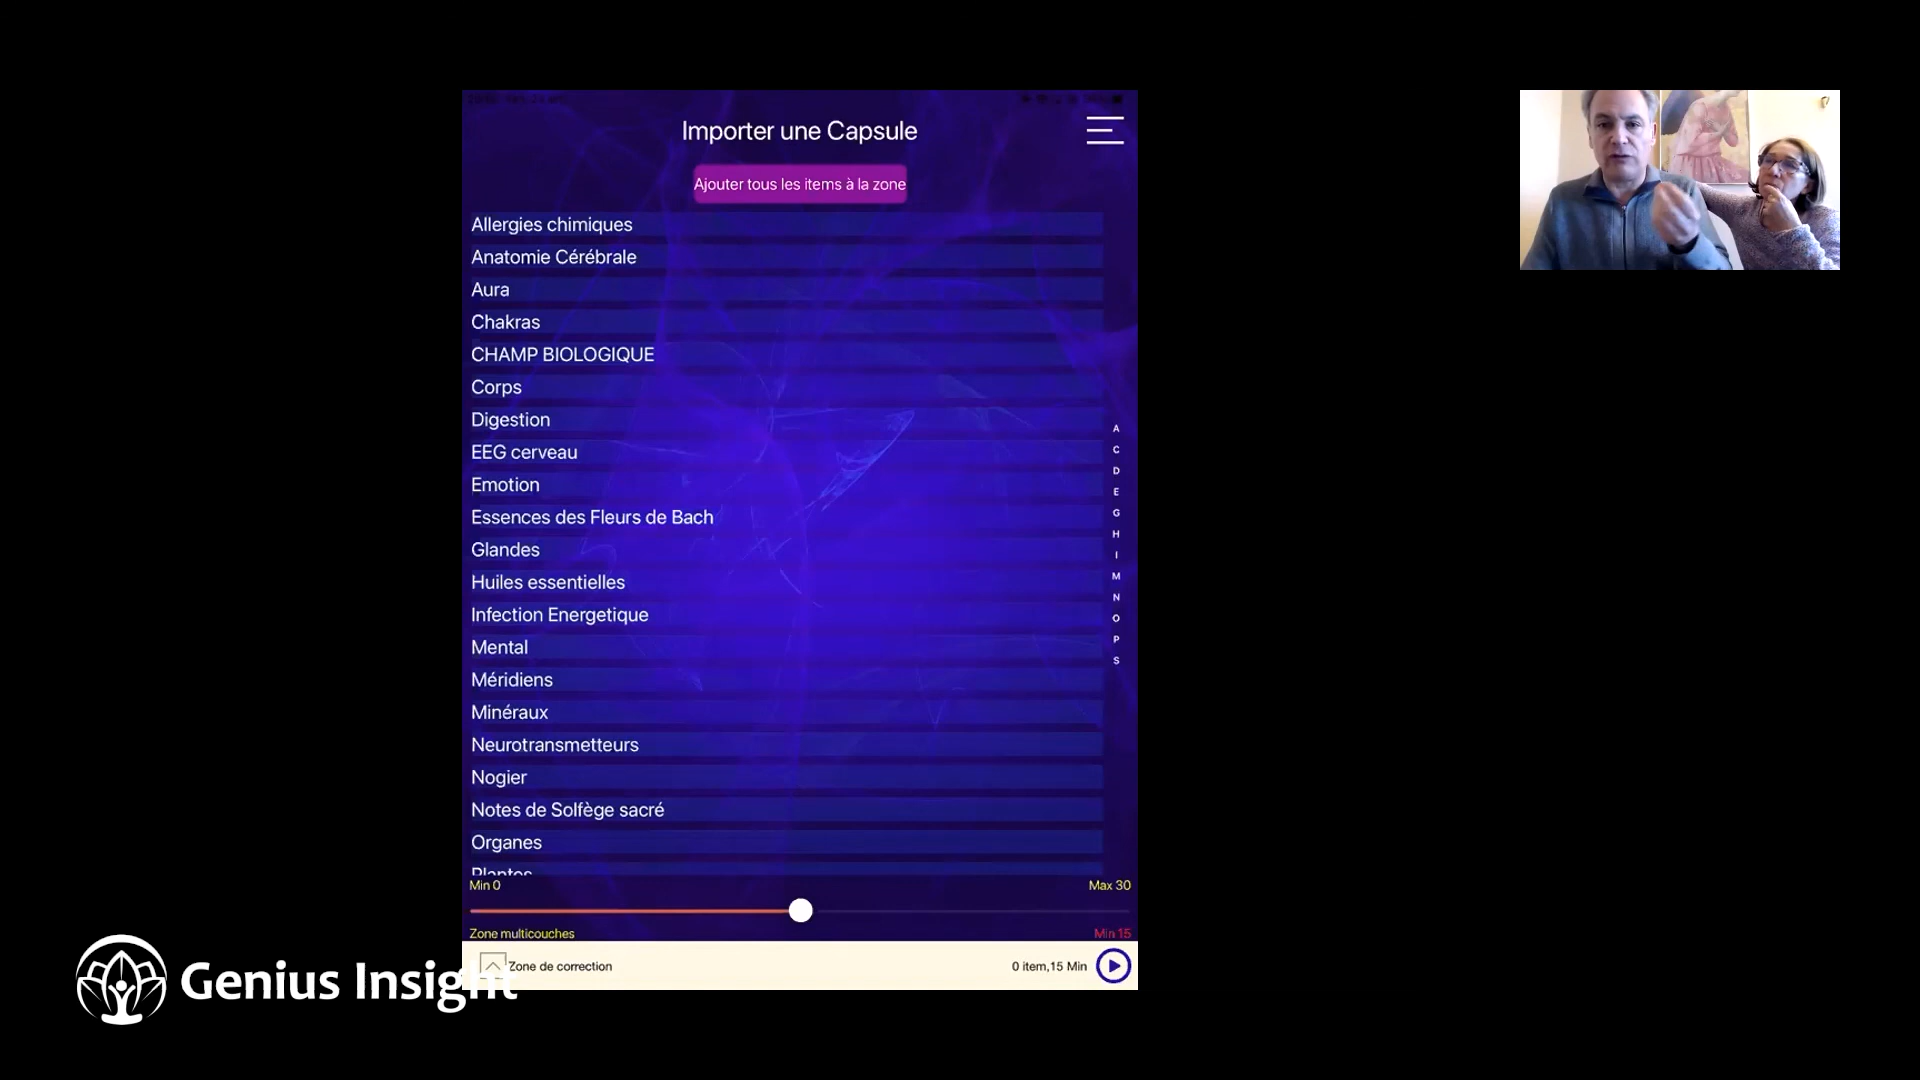 Importer une Capsule
Ajouter tous les items à la zone
Allergies chimiques
Anatomie Cérébrale
Aura
Chakras
CHAMP BIOLOGIQUE
Corps
Digestion
EEG cerveau
Emotion
Essences des Fleurs de Bach
Glandes
Huiles essentielles
Infection Energetique
Mental
Méridiens
Minéraux
Neurotransmetteurs
Nogier
Notes de Solfège sacré
Organes
Plantes
A
C
D
E
G
H
I
M
N
O
P
S
Min 0 Max 30
Zone multicouches Min 15
Zone de correction 0 item,15 Min
Genius Insight